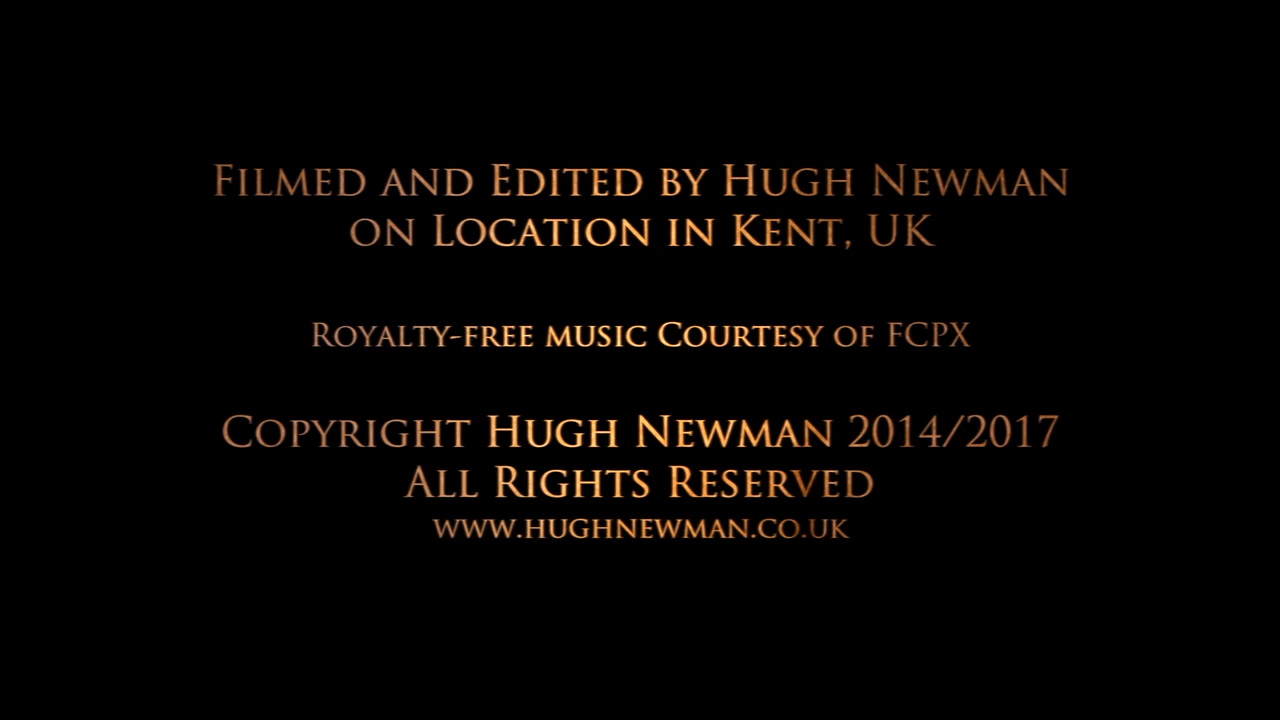 Filmed and Edited by Hugh Newman
on Location in Kent, UK
Royalty-free music Courtesy of FCPX
Copyright Hugh Newman 2014/2017
All Rights Reserved
www.hughnewman.co.uk